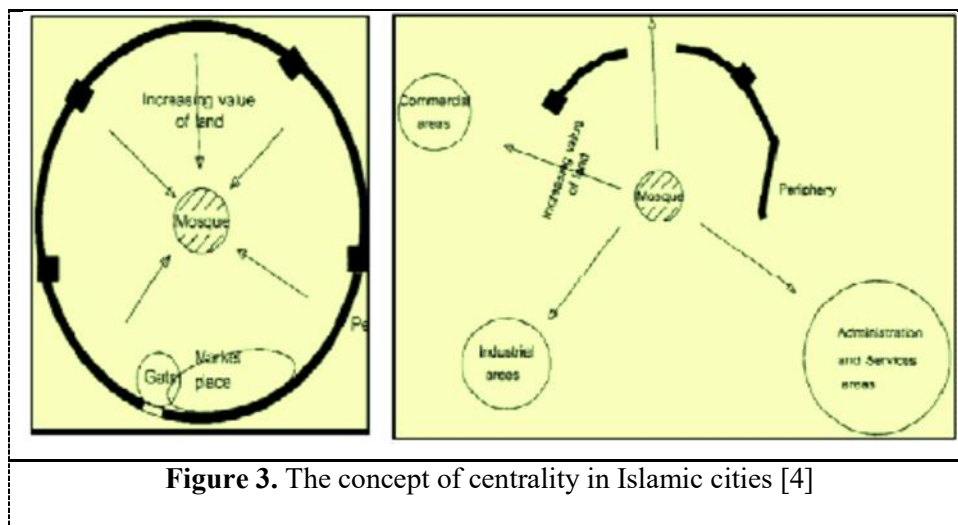 Increasing value
of land
Mosque
Pe
Market
place
Gate
Commercial
areas
Increasing value
of land
Mosque
Periphery
Industrial
areas
Administration
and Services
areas
Figure 3. The concept of centrality in Islamic cities [4]